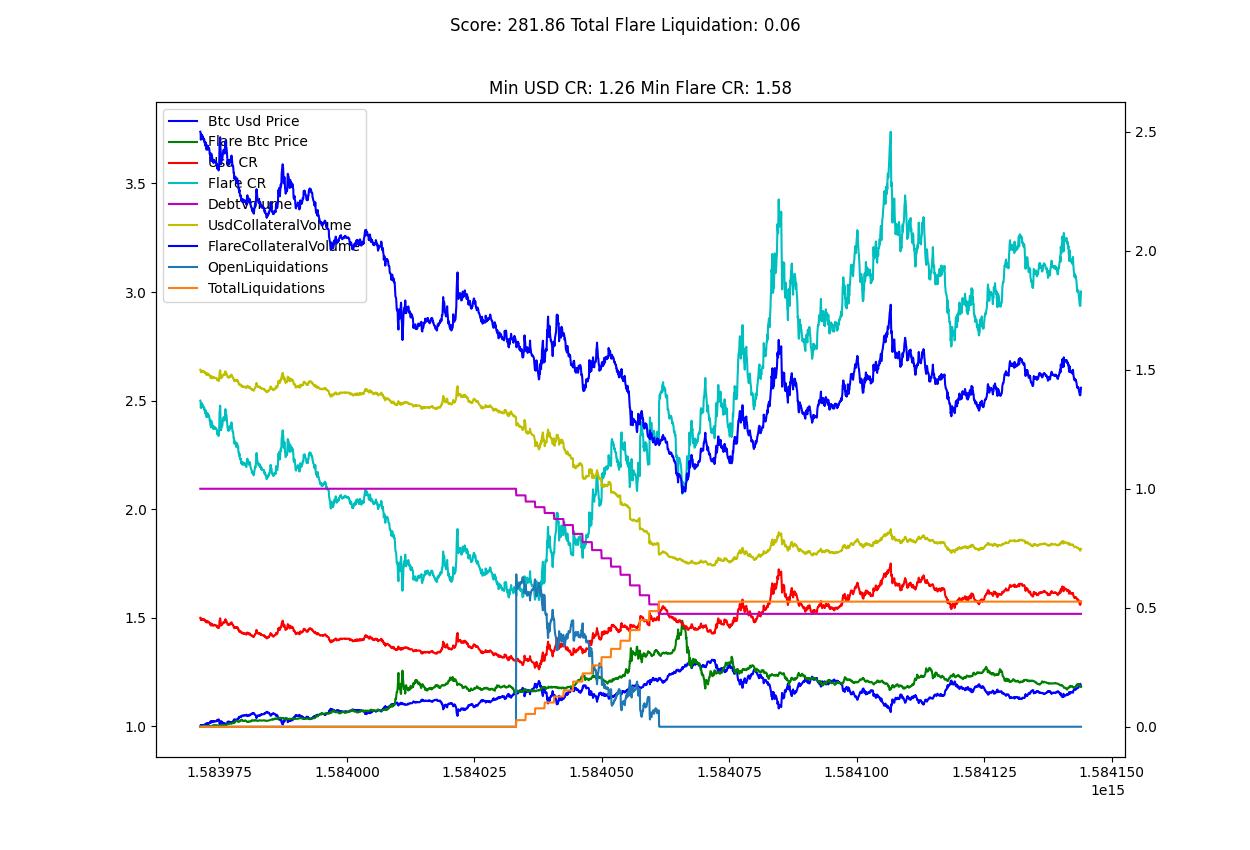 Score: 281.86 Total Flare Liquidation: 0.06
Min USD CR: 1.26 Min Flare CR: 1.58
Btc Usd Price
Flare Btc Price
Usd CR
Flare CR
DebtVolume
UsdCollateralVolume
FlareCollateralVolume
OpenLiquidations
TotalLiquidations
3.5
3.0
2.5
2.0
1.5
1.0
2.5
2.0
1.5
1.0
0.5
0.0
1.583975
1.584000
1.584025
1.584050
1.584075
1.584100
1.584125
1.584150
1e15